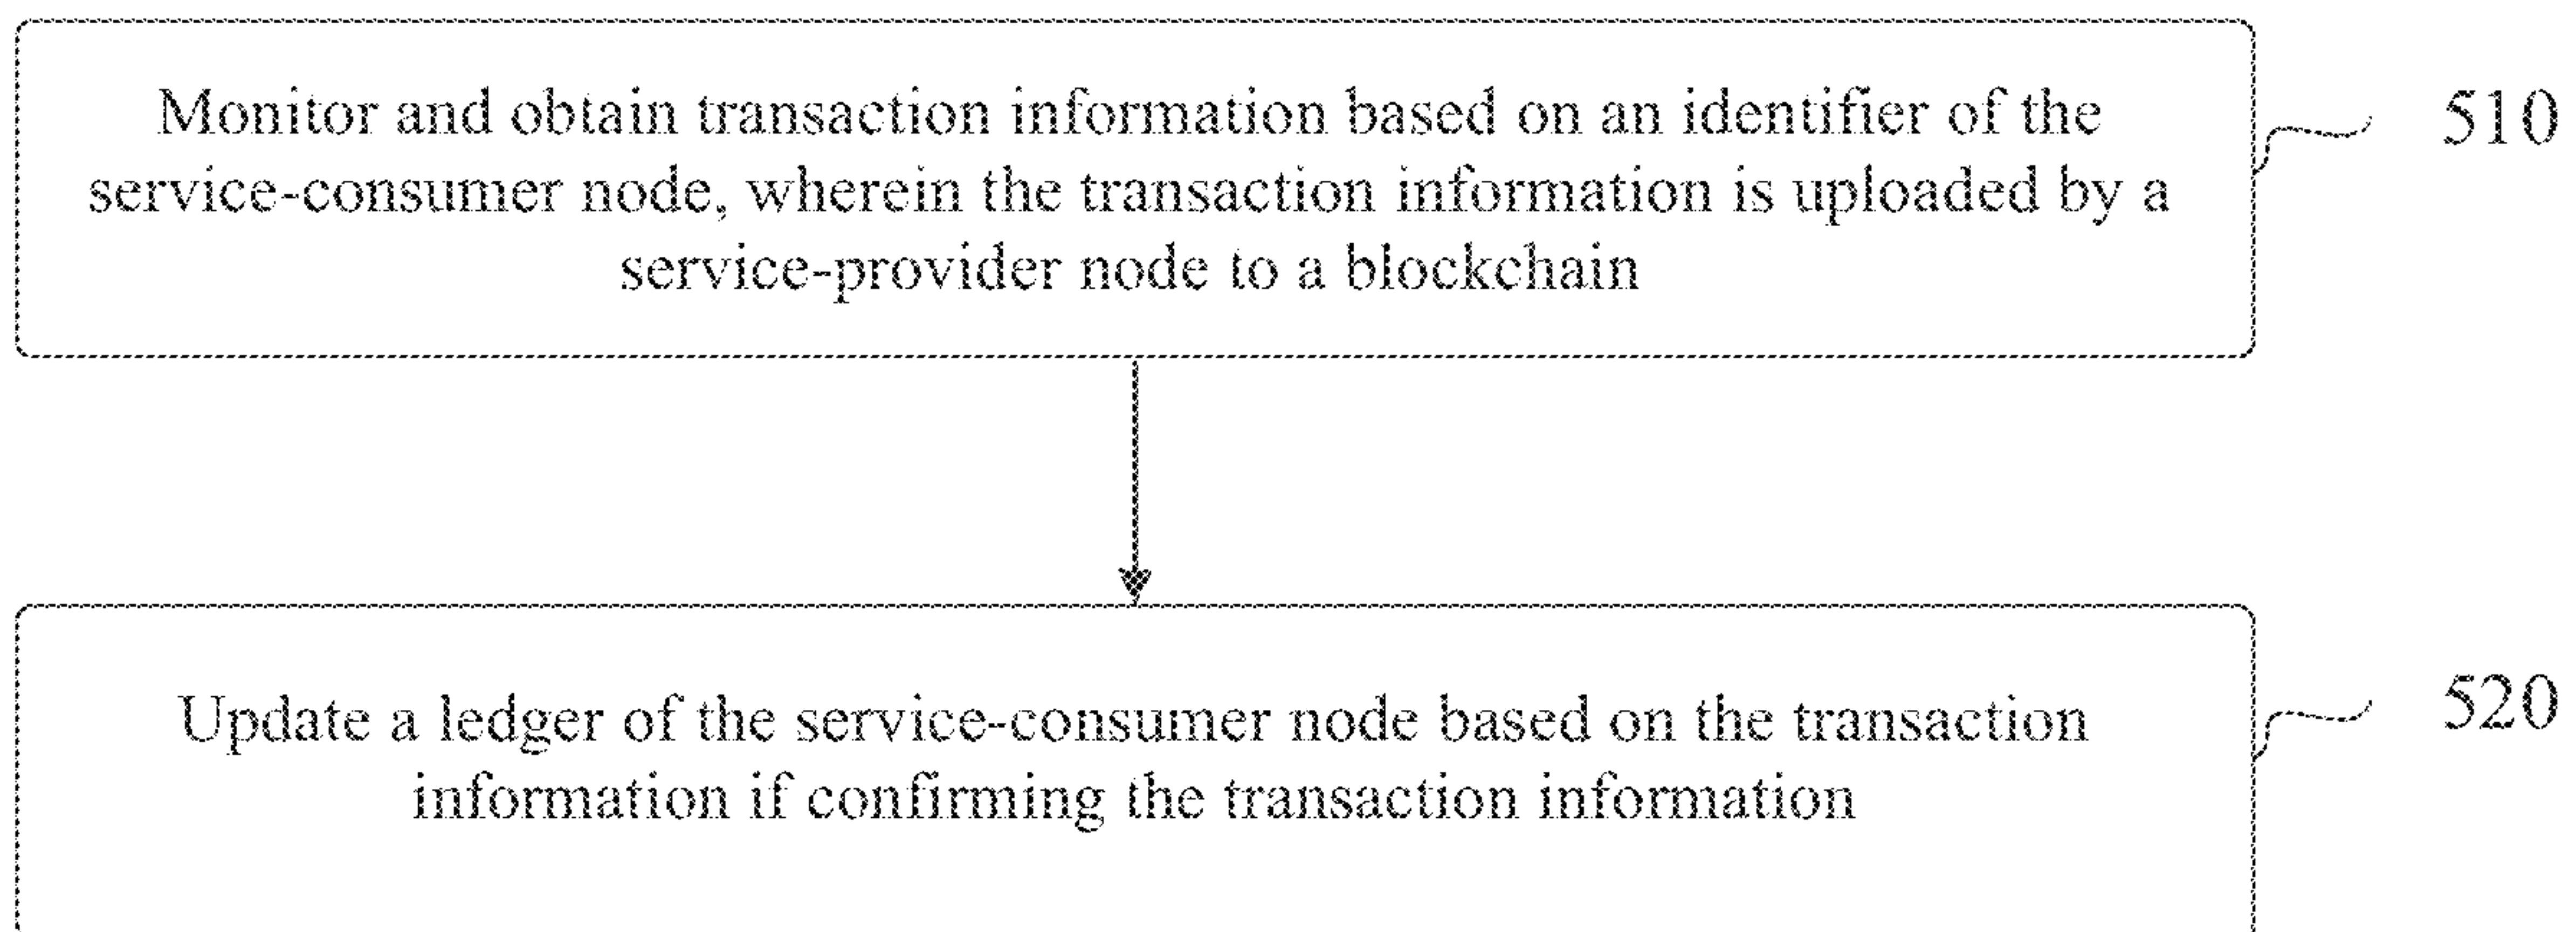 Monitor and obtain transaction information based on an identifier of the
service-consumer node, wherein the transaction information is uploaded by a
service-provider node to a blockchain
510
Update a ledger of the service-consumer node based on the transaction
information if confirming the transaction information
520